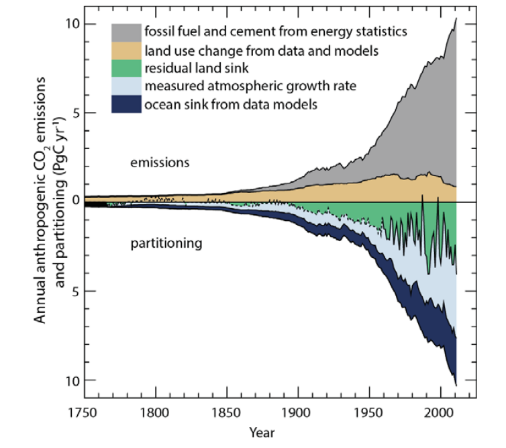 10
fossil fuel and cement from energy statistics
land use change from data and models
residual land sink
measured atmospheric growth rate
ocean sink from data models
5
emissions
0
partitioning
5
10
Annual anthropogenic CO2 emissions
and partitioning (PgC yr-1)
1750 1800 1850 1900 1950 2000
Year